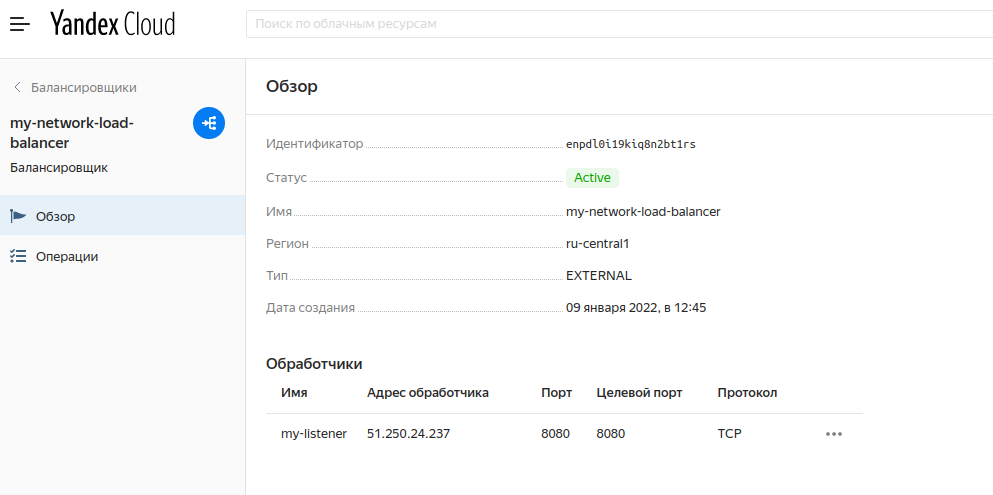 Yandex Cloud
Поиск по облачным ресурсам
Балансировщики
my-network-load-
balancer
Балансировщик
Обзор
Операции
Обзор
Идентификатор enpdl0i19kiq8n2bt1rs
Статус Active
Имя my-network-load-balancer
Регион ru-central1
Тип EXTERNAL
Дата создания 09 января 2022, в 12:45
Обработчики
Имя Адрес обработчика Порт Целевой порт Протокол
my-listener 51.250.24.237 8080 8080 TCP